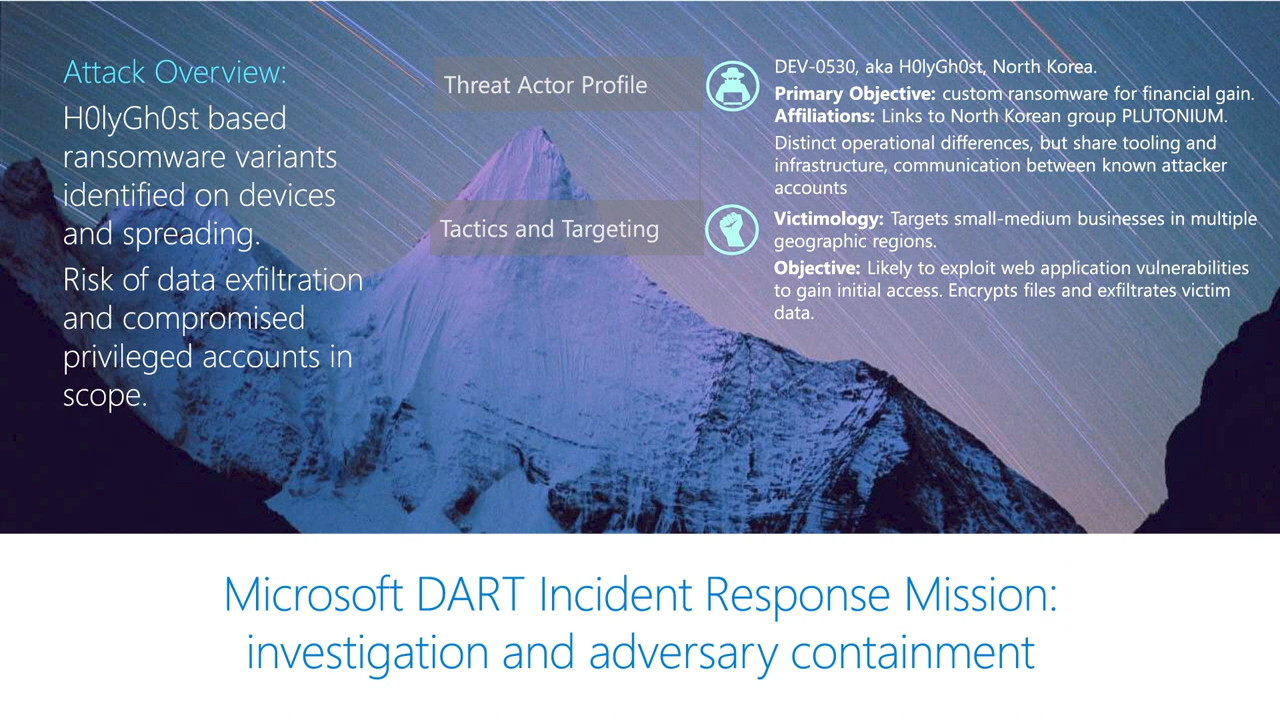 Attack Overview:
H0lyGh0st based
ransomware variants
identified on devices
and spreading.
Risk of data exfiltration
and compromised
privileged accounts in
scope.
Threat Actor Profile
DEV-0530, aka H0lyGh0st, North Korea.
Primary Objective: custom ransomware for financial gain.
Affiliations: Links to North Korean group PLUTONIUM.
Distinct operational differences, but share tooling and
infrastructure, communication between known attacker
accounts
Tactics and Targeting
Victimology: Targets small-medium businesses in multiple
geographic regions.
Objective: Likely to exploit web application vulnerabilities
to gain initial access. Encrypts files and exfiltrates victim
data.
Microsoft DART Incident Response Mission:
investigation and adversary containment